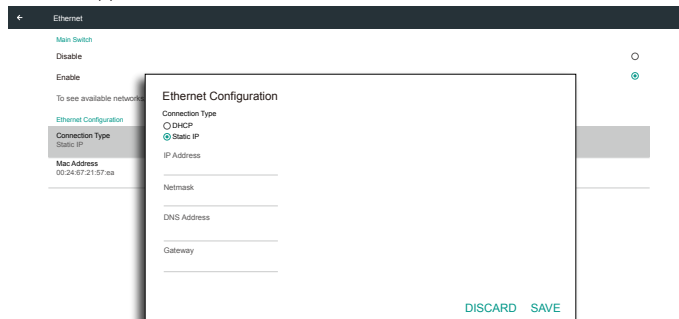 Ethernet
Main Switch
Disable
Enable
To see available networks
Ethernet Configuration
Connection Type
Static IP
Mac Address
00:24:67:21:57:ea
Ethernet Configuration
Connection Type
DHCP
Static IP
IP Address
Netmask
DNS Address
Gateway
DISCARD SAVE